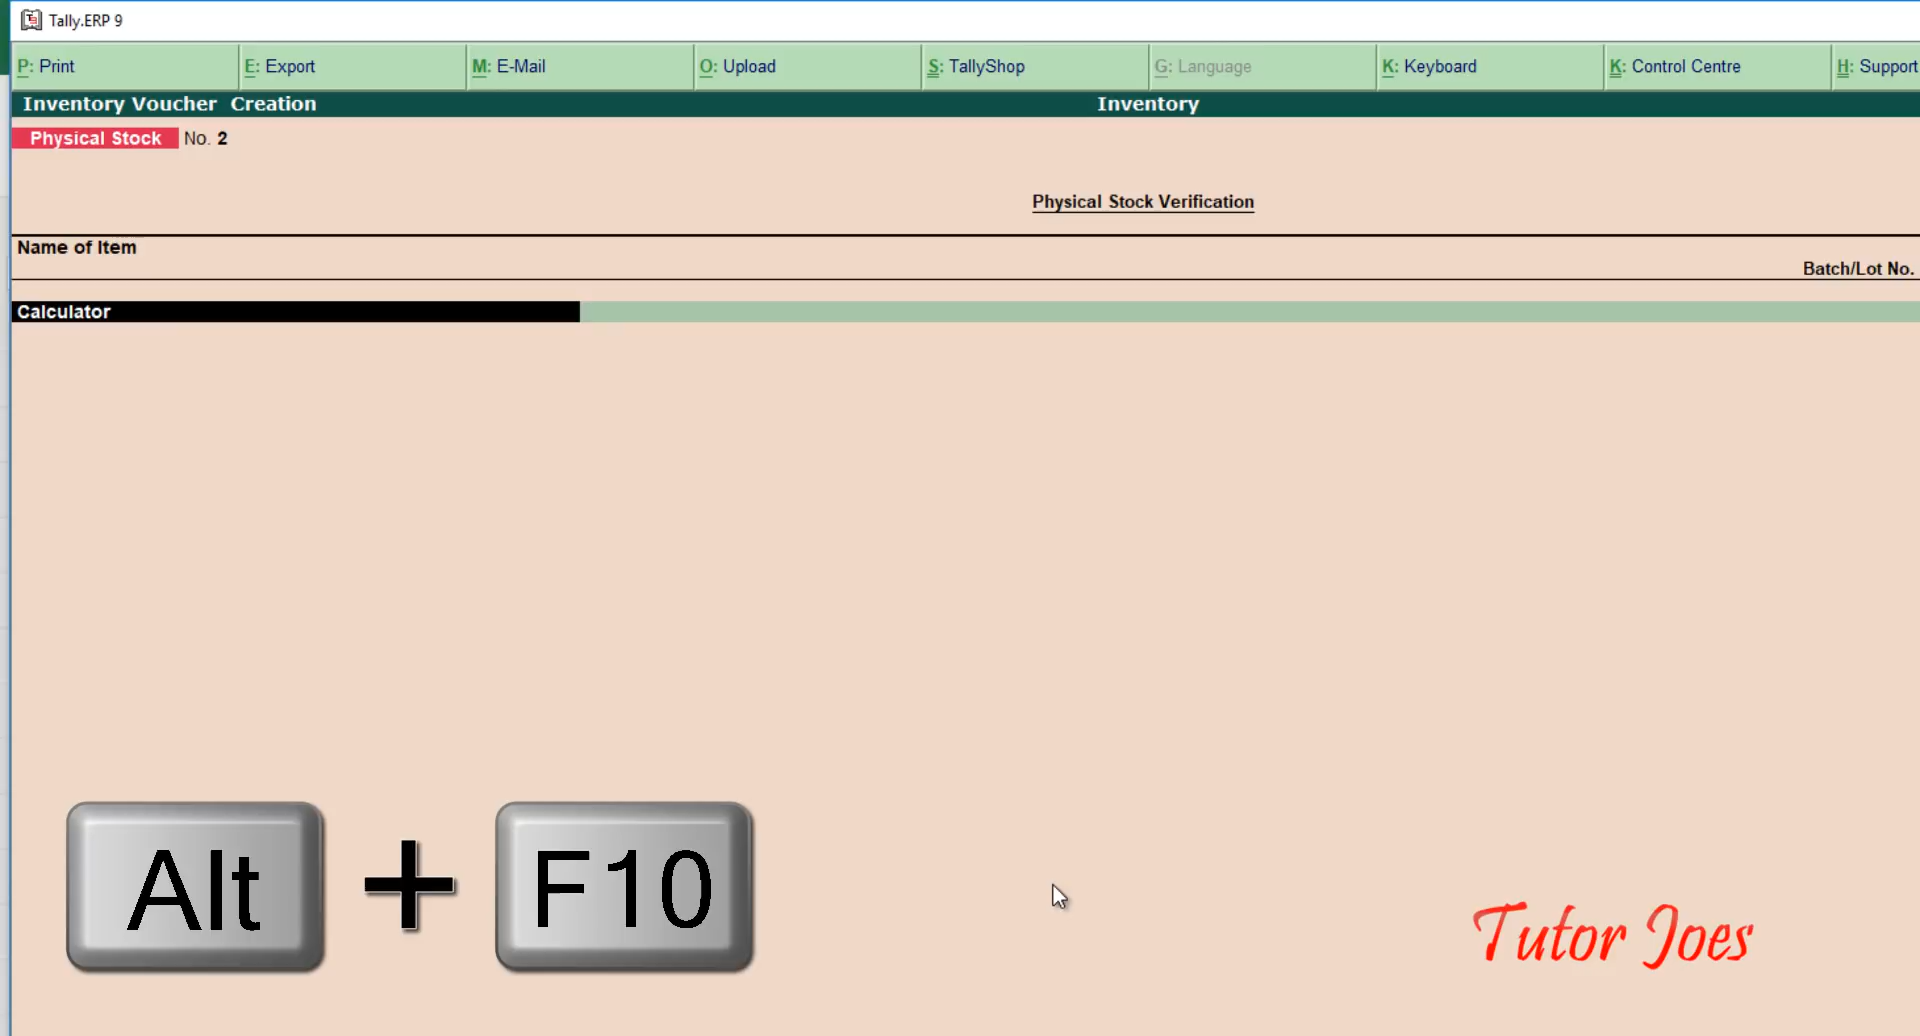 Tally.ERP 9
P: Print E: Export M: E-Mail O: Upload S: TallyShop G: Language K: Keyboard K: Control Centre H: Support
Inventory Voucher Creation Inventory
Physical Stock No. 2
Physical Stock Verification
Name of Item
Batch/Lot No.
Calculator
Alt + F10
Tutor Joes